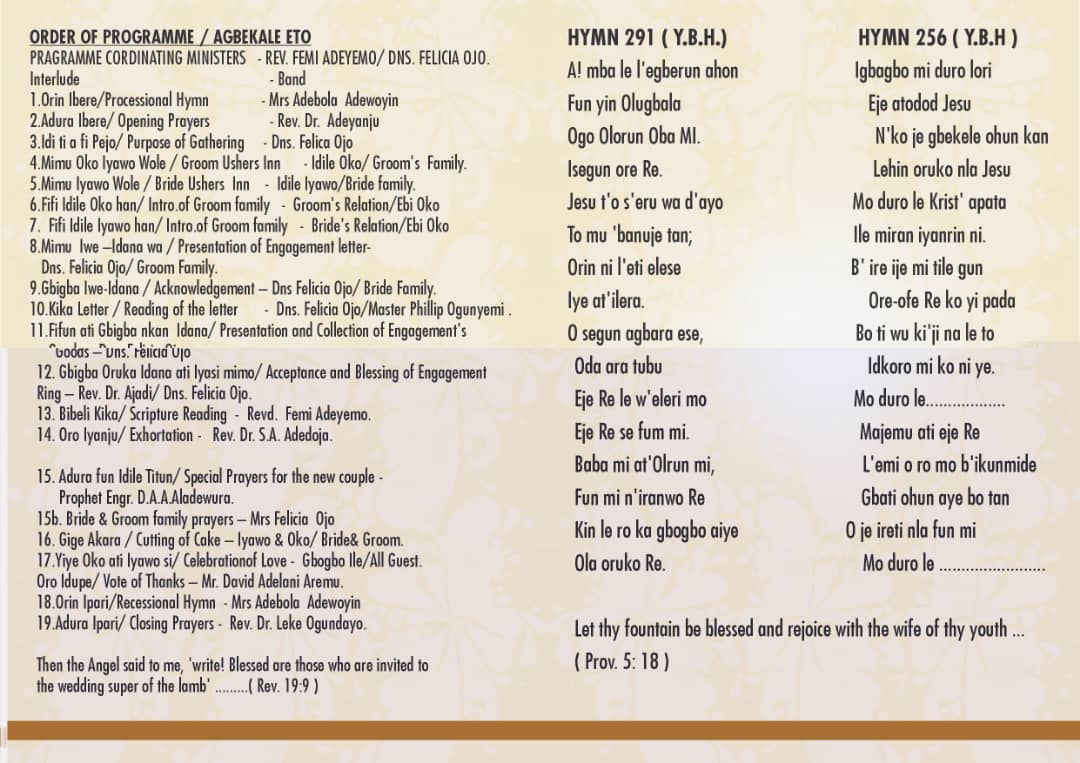 ORDER OF PROGRAMME / AGBEKALE ETO
PRAGRAMME CORDINATING MINISTERS - REV. FEMI ADEYEMO/ DNS. FELICIA OJO.
Interlude - Band
1.Orin Ibere/Processional Hymn - Mrs Adebola Adewoyin
2.Adura Ibere/ Opening Prayers - Rev. Dr. Adeyanju
3.Idi ti a fi Pejo/ Purpose of Gathering - Dns. Felica Ojo
4.Mimu Oko Iyawo Wole / Groom Ushers Inn - Idile Oko/ Groom's Family.
5.Mimu Iyawo Wole / Bride Ushers Inn - Idile Iyawo/Bride family.
6.Fifi Idile Oko han/ Intro.of Groom family - Groom's Relation/Ebi Oko
7. Fifi Idile Iyawo han/ Intro.of Groom family - Bride's Relation/Ebi Oko
8.Mimu Iwe –Idana wa / Presentation of Engagement letter-
Dns. Felicia Ojo/ Groom Family.
9.Gbigba Iwe-Idana / Acknowledgement – Dns Felicia Ojo/ Bride Family.
10.Kika Letter / Reading of the letter - Dns. Felicia Ojo/Master Phillip Ogunyemi .
11.Fifun ati Gbigba nkan Idana/ Presentation and Collection of Engagement's
Goods – Dns. Felicia Ojo
12. Gbigba Oruka Idana ati Iyasi mimo/ Acceptance and Blessing of Engagement
Ring – Rev. Dr. Ajadi/ Dns. Felicia Ojo.
13. Bibeli Kika/ Scripture Reading - Revd. Femi Adeyemo.
14. Oro Iyanju/ Exhortation - Rev. Dr. S.A. Adedoja.
15. Adura fun Idile Titun/ Special Prayers for the new couple -
Prophet Engr. D.A.A.Aladewura.
15b. Bride & Groom family prayers – Mrs Felicia Ojo
16. Gige Akara / Cutting of Cake – Iyawo & Oko/ Bride& Groom.
17.Yiye Oko ati Iyawo si/ Celebrationof Love - Gbogbo Ile/All Guest.
Oro Idupe/ Vote of Thanks – Mr. David Adelani Aremu.
18.Orin Ipari/Recessional Hymn - Mrs Adebola Adewoyin
19.Adura Ipari/ Closing Prayers - Rev. Dr. Leke Ogundayo.
Then the Angel said to me, 'write! Blessed are those who are invited to
the wedding super of the lamb' .........( Rev. 19:9 )
HYMN 291 ( Y.B.H.)
A! mba le l'egberun ahon
Fun yin Olugbala
Ogo Olorun Oba MI.
Isegun ore Re.
Jesu t'o s'eru wa d'ayo
To mu 'banuje tan;
Orin ni l'eti elese
Iye at'ilera.
O segun agbara ese,
Oda ara tubu
Eje Re le w'eleri mo
Eje Re se fum mi.
Baba mi at'Olrun mi,
Fun mi n'iranwo Re
Kin le ro ka gbogbo aiye
Ola oruko Re.
HYMN 256 ( Y.B.H )
Igbagbo mi duro lori
Eje atodod Jesu
N'ko je gbekele ohun kan
Lehin oruko nla Jesu
Mo duro le Krist' apata
Ile miran iyanrin ni.
B' ire ije mi tile gun
Ore-ofe Re ko yi pada
Bo ti wu ki'ji na le to
Idkoro mi ko ni ye.
Mo duro le..................
Majemu ati eje Re
L'emi o ro mo b'ikunmide
Gbati ohun aye bo tan
O je ireti nla fun mi
Mo duro le ........................
Let thy fountain be blessed and rejoice with the wife of thy youth ...
( Prov. 5: 18 )